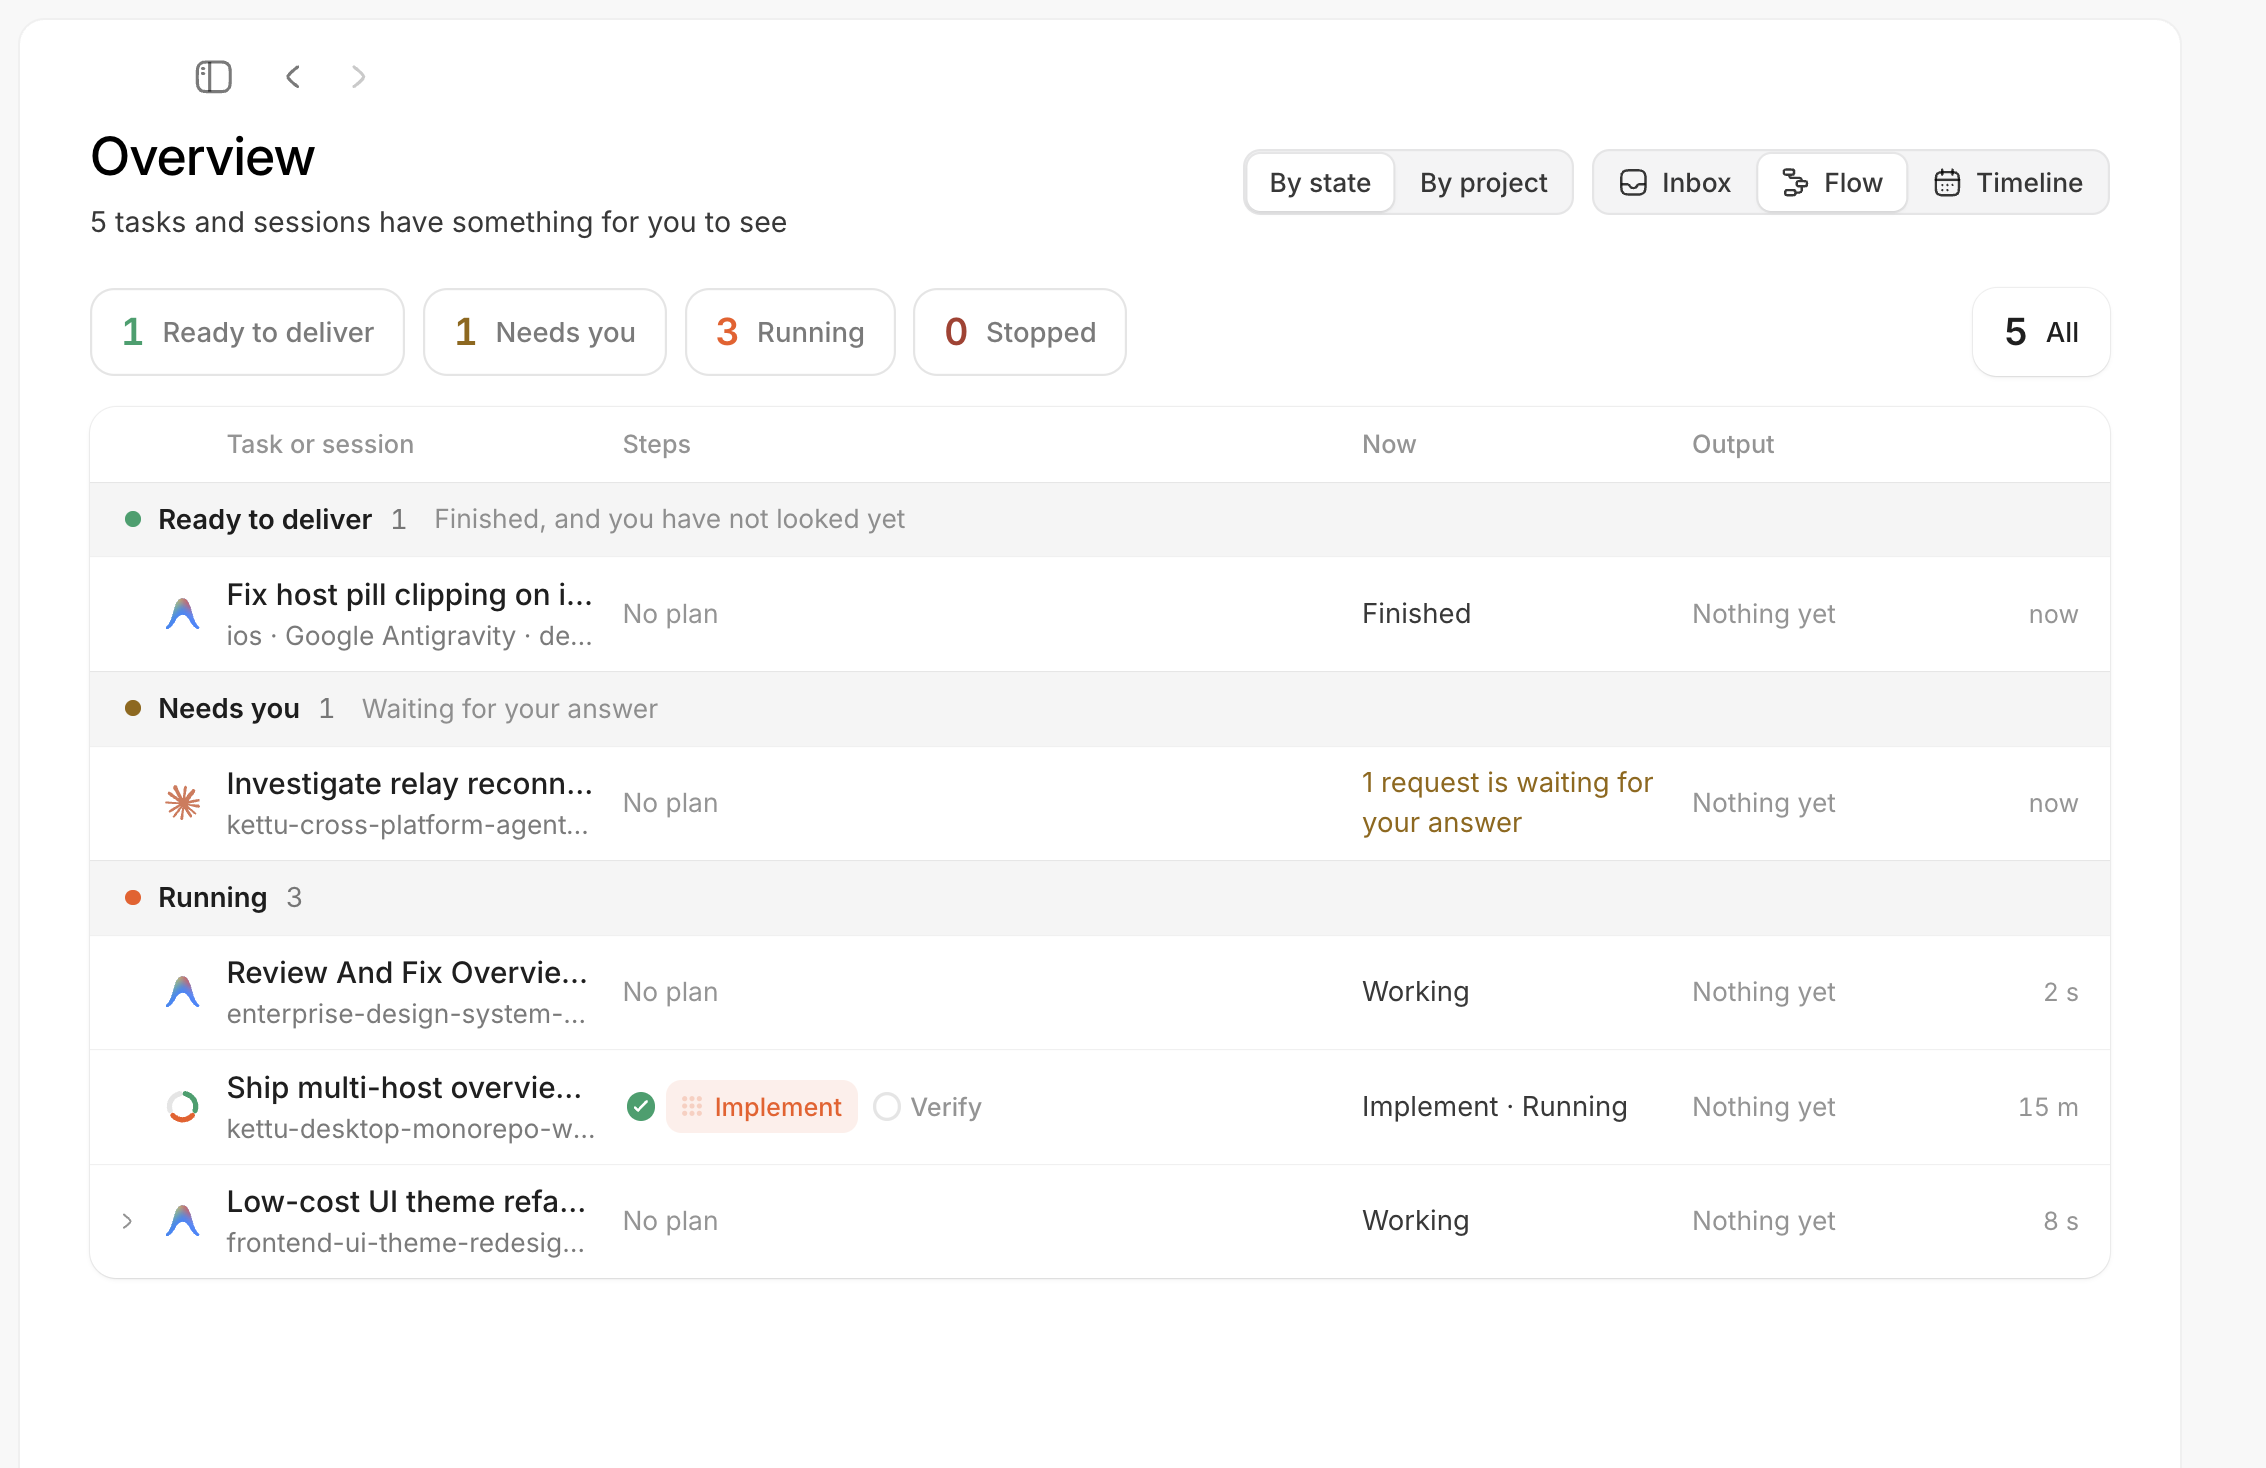 Overview
5 tasks and sessions have something for you to see
By state
By project
Inbox
Flow
Timeline
1 Ready to deliver
1 Needs you
3 Running
0 Stopped
5 All
Task or session
Steps
Now
Output
Ready to deliver 1 Finished, and you have not looked yet
Fix host pill clipping on i...
ios · Google Antigravity · de...
No plan
Finished
Nothing yet
now
Needs you 1 Waiting for your answer
Investigate relay reconn...
kettu-cross-platform-agent...
No plan
1 request is waiting for
your answer
Nothing yet
now
Running 3
Review And Fix Overvie...
enterprise-design-system-...
No plan
Working
Nothing yet
2 s
Ship multi-host overvie...
kettu-desktop-monorepo-w...
Implement
Verify
Implement · Running
Nothing yet
15 m
Low-cost UI theme refa...
frontend-ui-theme-redesig...
No plan
Working
Nothing yet
8 s